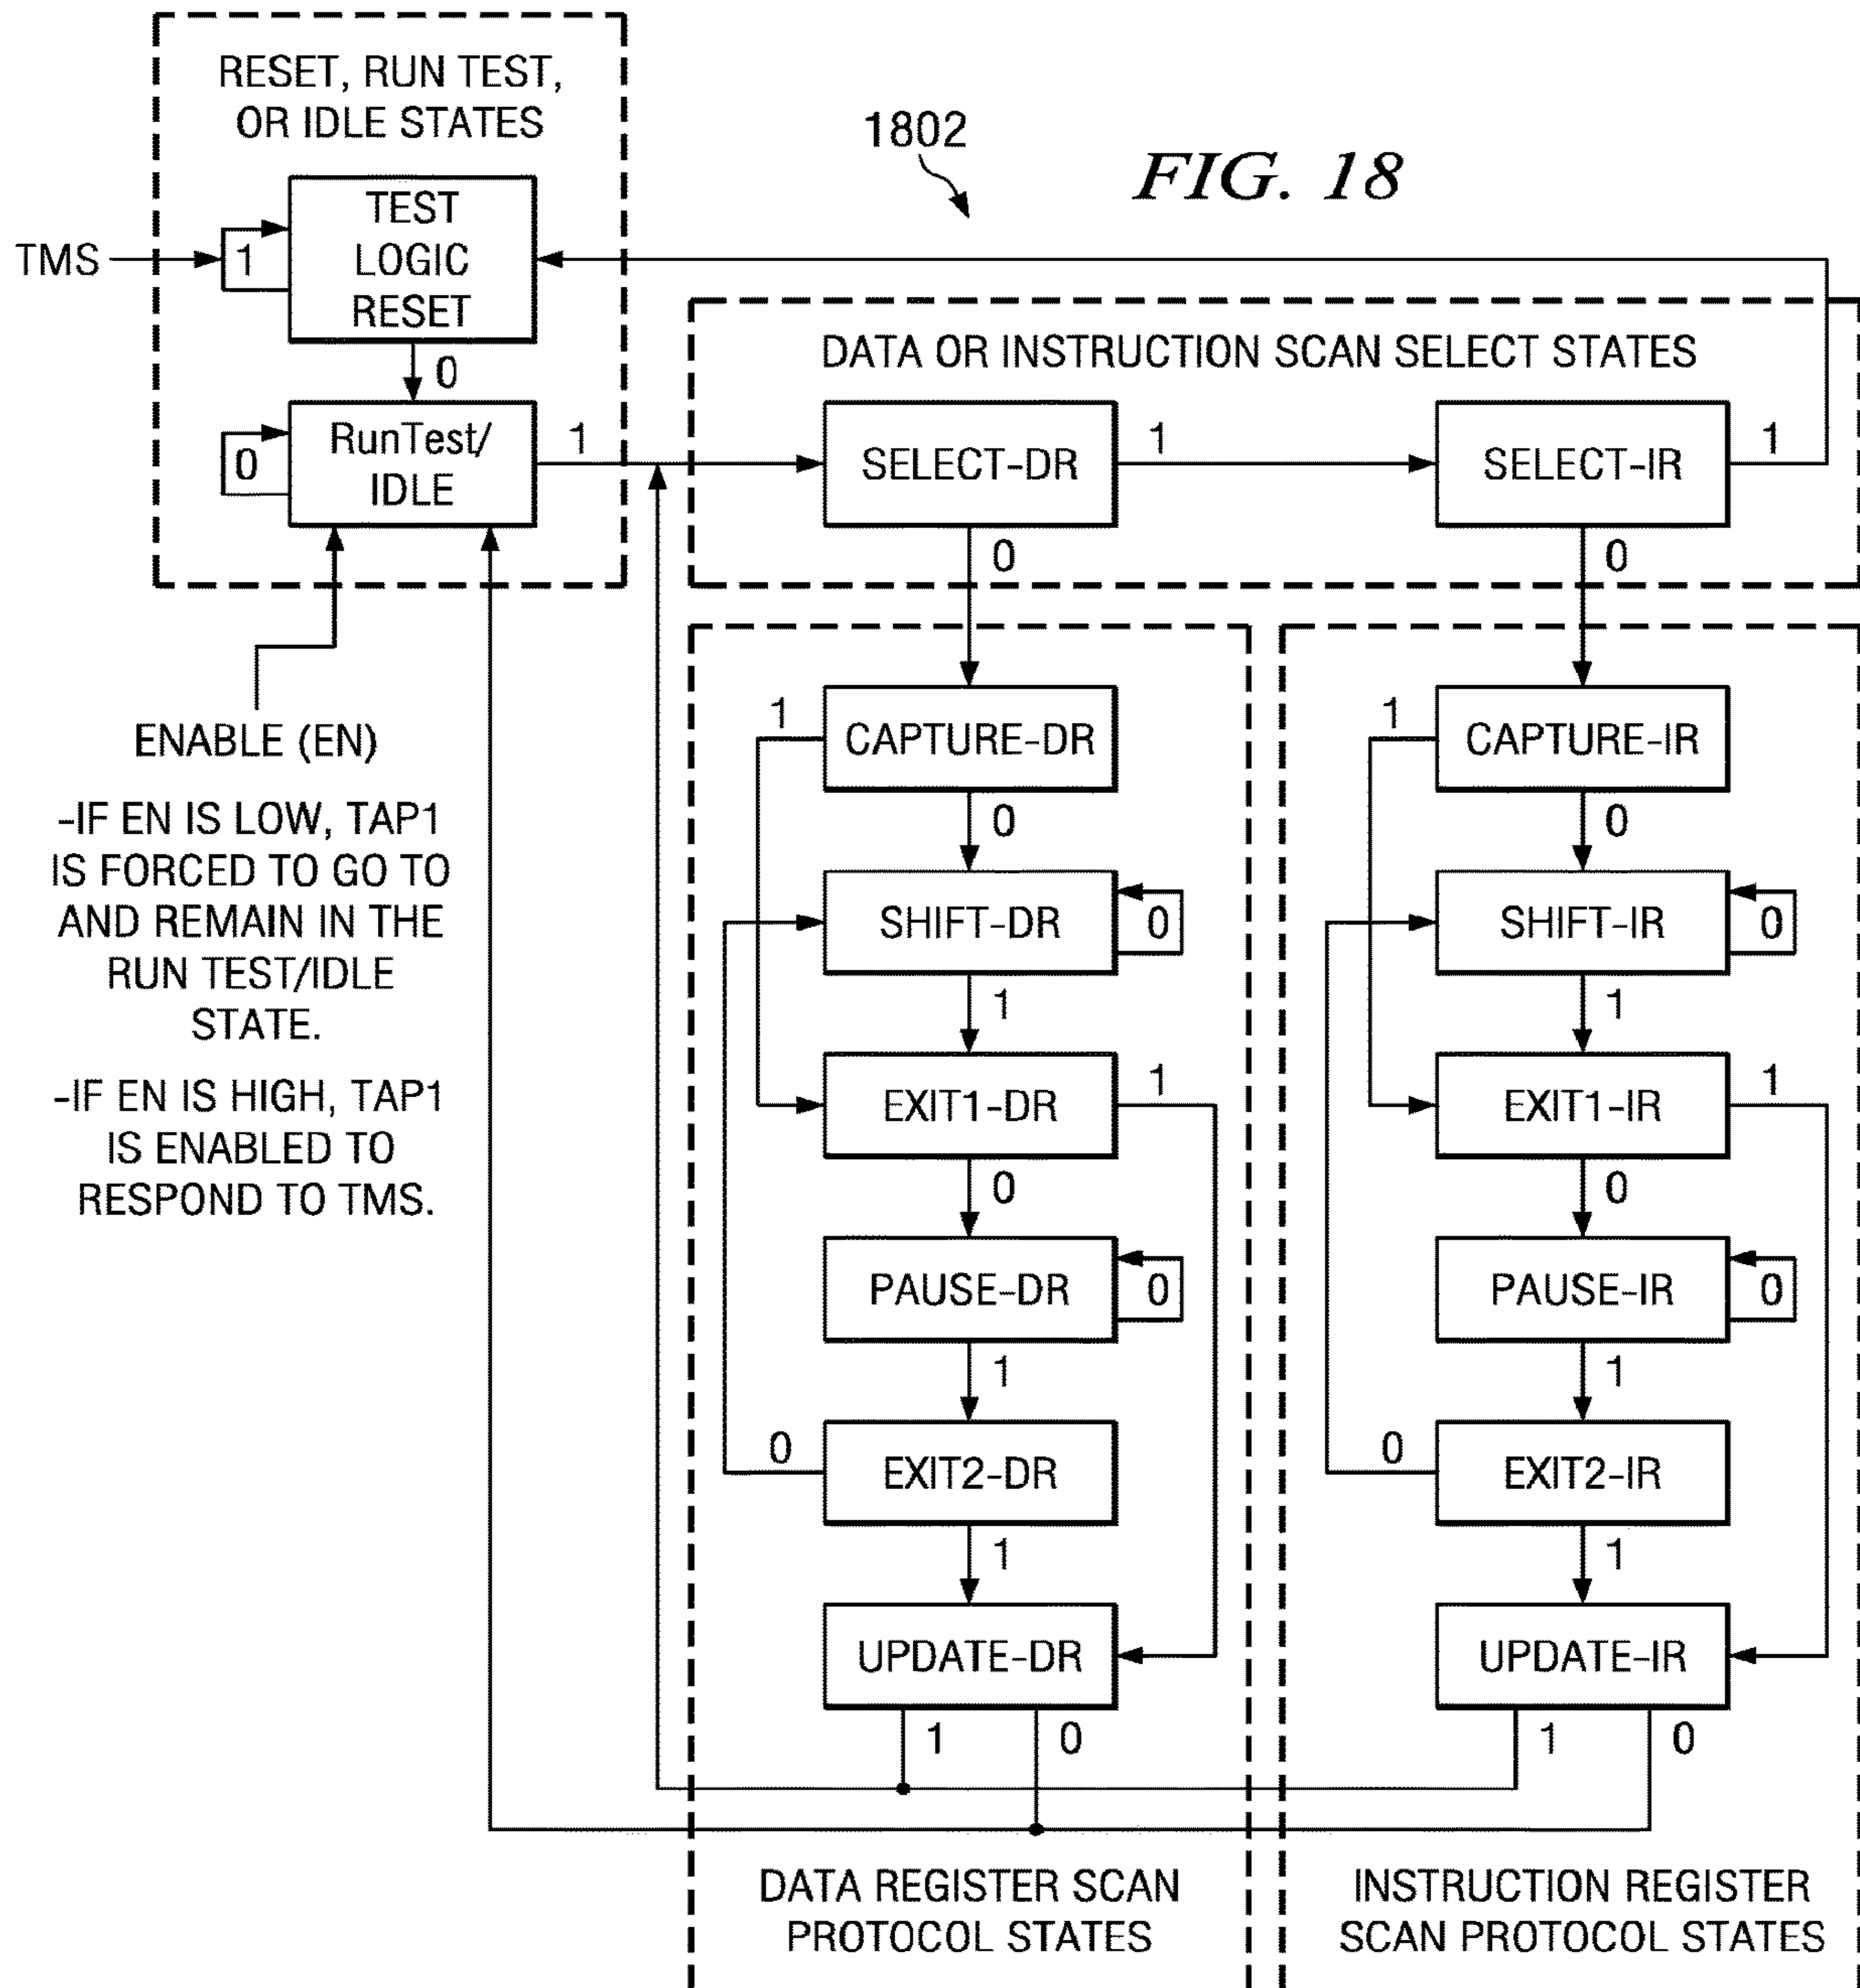 RESET, RUN TEST,
OR IDLE STATES
1802
FIG. 18
TMS
1
TEST
LOGIC
RESET
0
DATA OR INSTRUCTION SCAN SELECT STATES
0
RunTest/
IDLE
1
SELECT-DR
1
SELECT-IR
1
0
0
ENABLE (EN)
-IF EN IS LOW, TAP1
IS FORCED TO GO TO
AND REMAIN IN THE
RUN TEST/IDLE
STATE.
-IF EN IS HIGH, TAP1
IS ENABLED TO
RESPOND TO TMS.
1
CAPTURE-DR
0
SHIFT-DR
0
1
EXIT1-DR
1
0
PAUSE-DR
0
1
0
EXIT2-DR
1
UPDATE-DR
1
0
DATA REGISTER SCAN
PROTOCOL STATES
1
CAPTURE-IR
0
SHIFT-IR
0
1
EXIT1-IR
1
0
PAUSE-IR
0
1
0
EXIT2-IR
1
UPDATE-IR
1
0
INSTRUCTION REGISTER
SCAN PROTOCOL STATES